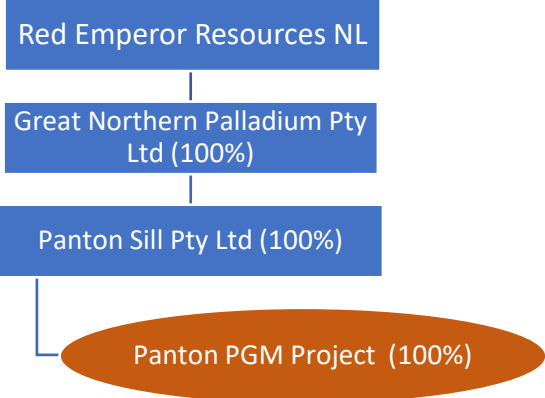 Red Emperor Resources NL
Great Northern Palladium Pty
Ltd (100%)
Panton Sill Pty Ltd (100%)
Panton PGM Project (100%)